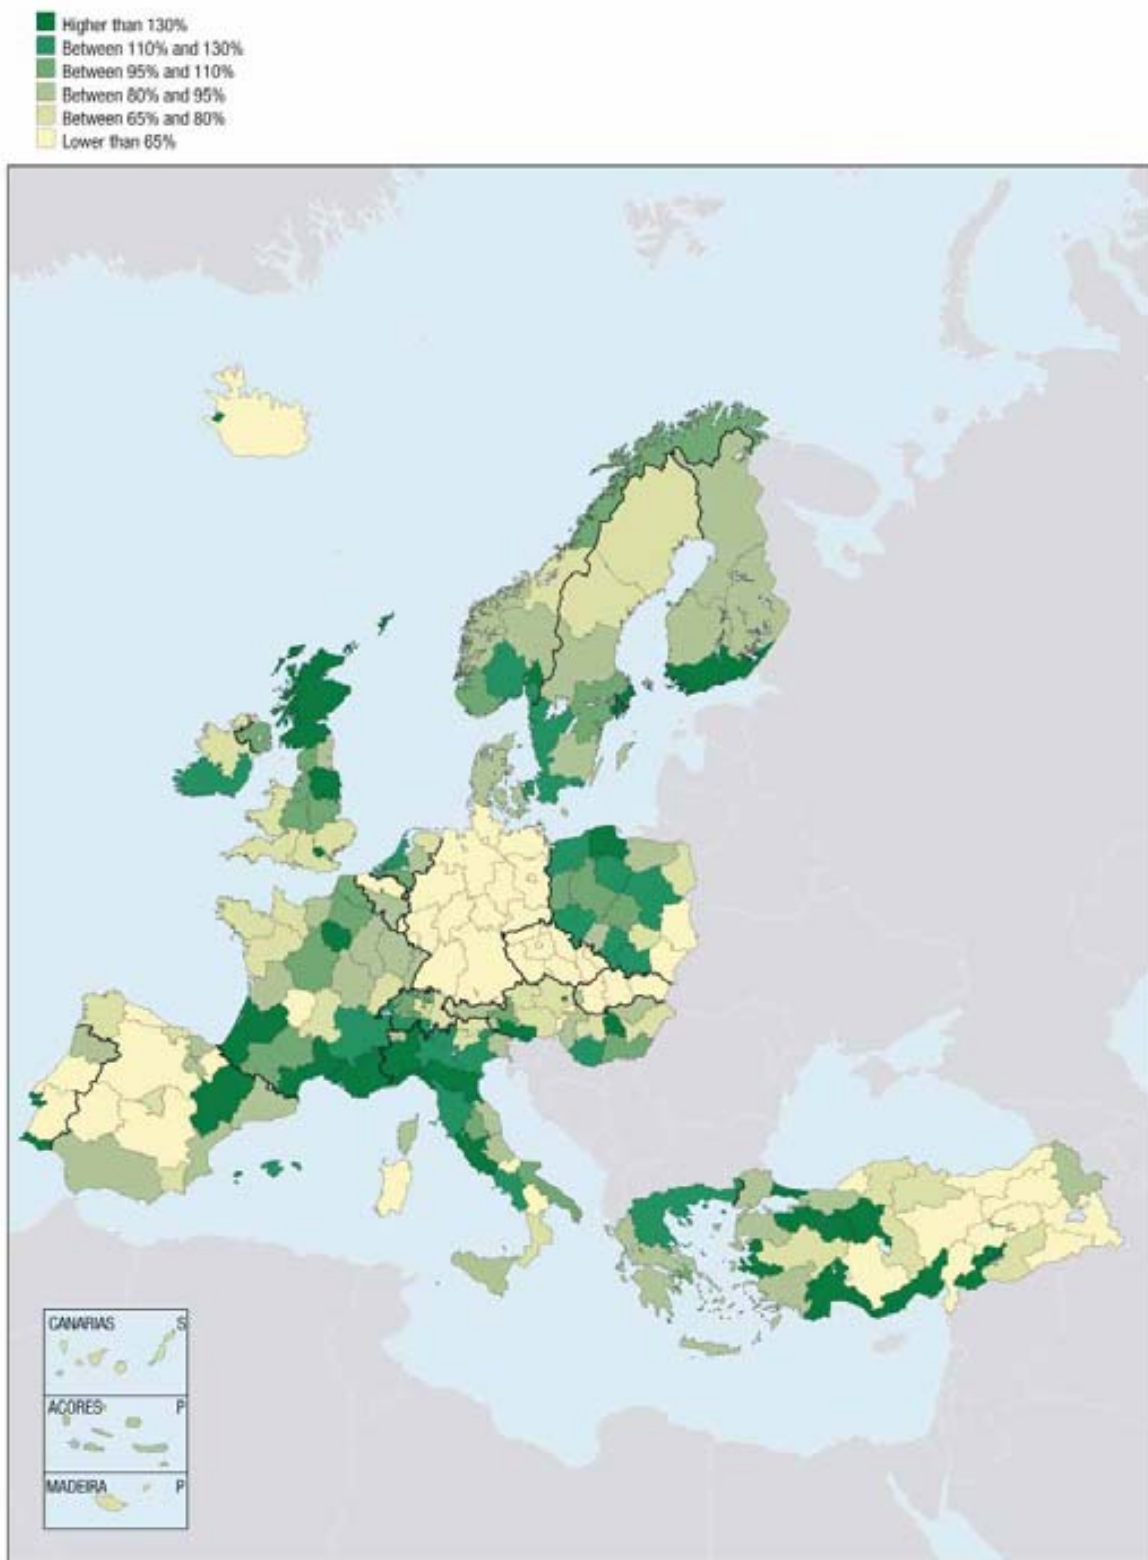 Higher than 130%
Between 110% and 130%
Between 95% and 110%
Between 80% and 95%
Between 65% and 80%
Lower than 65%
CANARIAS S
AÇORES P
MADEIRA P